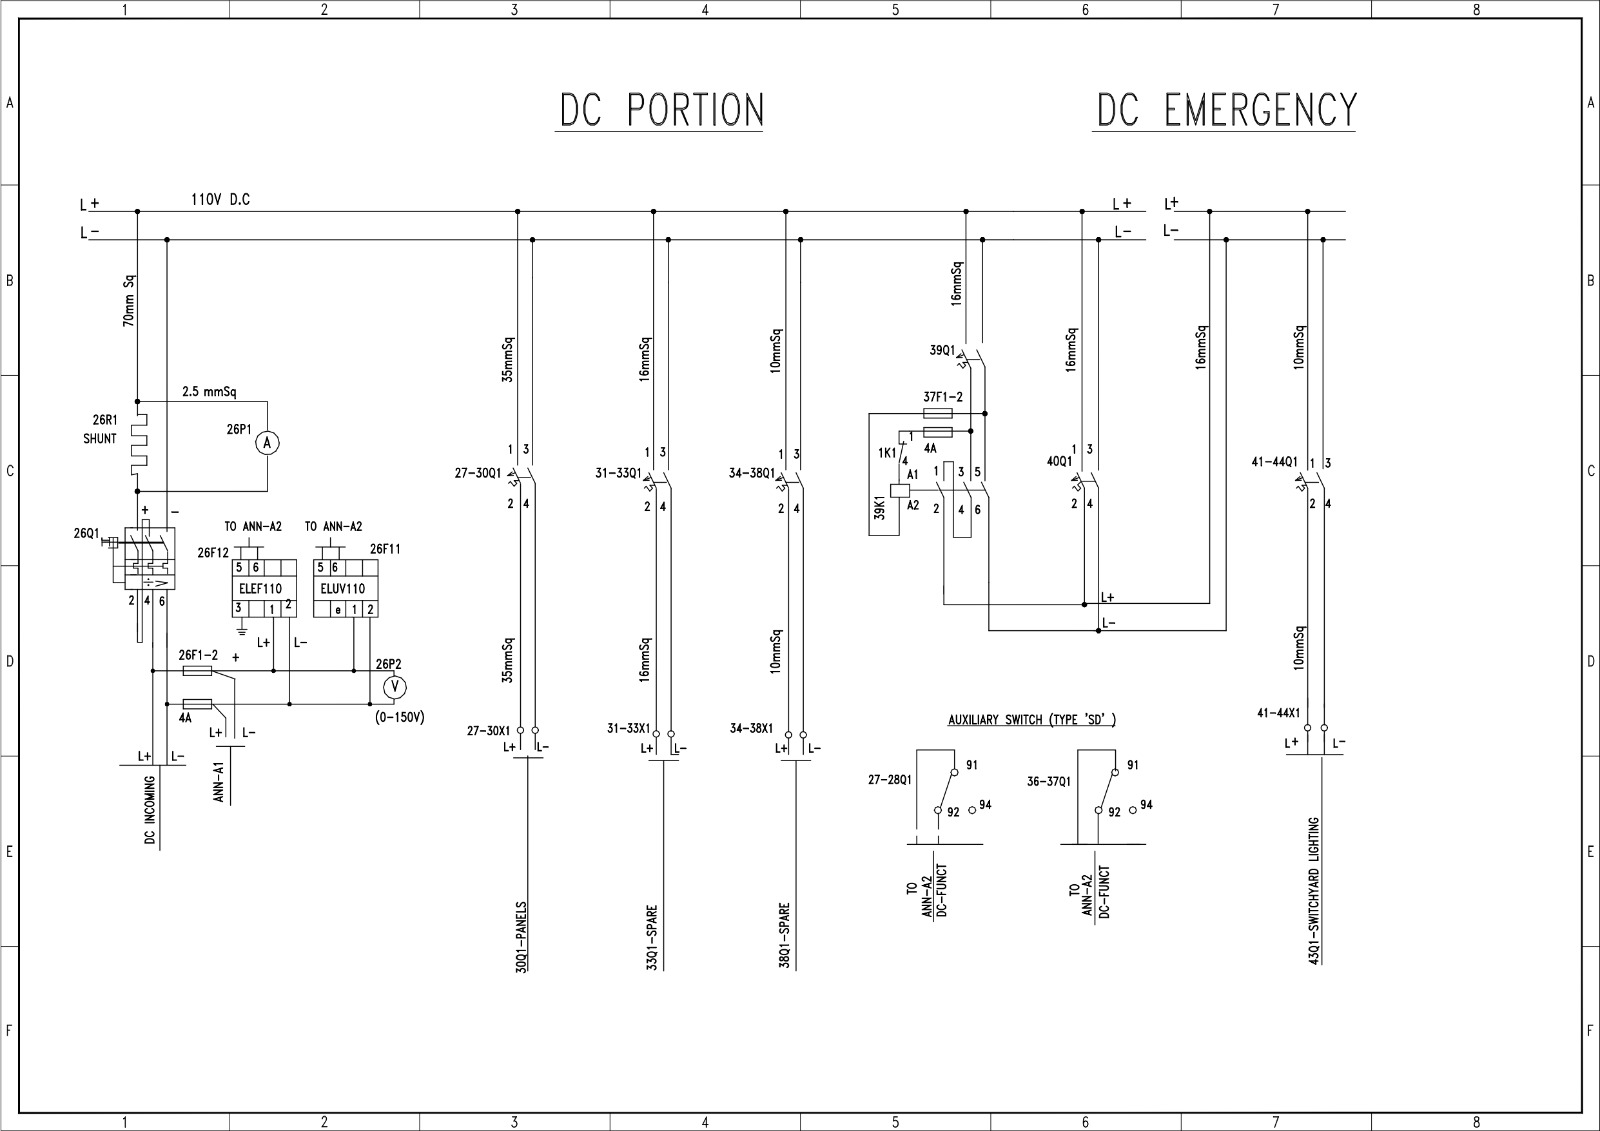 1 2 3 4 5 6 7 8
A A
DC PORTION
DC EMERGENCY
L+ 110V D.C L+ L+
L- L- L-
B B
70mm Sq
16mmSq
35mmSq
16mmSq
10mmSq
39Q1
16mmSq
16mmSq
10mmSq
2.5 mmSq
37F1-2
26R1
SHUNT
26P1
A
1
4A
1K1
4
C C
1 3
27-30Q1
2 4
1 3
31-33Q1
2 4
1 3
34-38Q1
2 4
A1
A2
39K1
1 3 5
2 4 6
1 3
40Q1
2 4
1 3
41-44Q1
2 4
+ -
26Q1
2 4 6
TO ANN-A2
26F12
5 6
ELEF110
3 1 2
L+ L-
TO ANN-A2
26F11
5 6
ELUV110
e 1 2
L+
L-
D D
26F1-2
+
26P2
V
4A
(0-150V)
L+ L-
L+ L-
DC INCOMING
ANN-A1
35mmSq
16mmSq
10mmSq
10mmSq
27-30X1
L+ L-
31-33X1
L+ L-
34-38X1
L+ L-
41-44X1
L+ L-
AUXILIARY SWITCH (TYPE 'SD' )
27-28Q1
91
92
94
36-37Q1
91
92
94
E E
TO
ANN-A2
DC-FUNCT
TO
ANN-A2
DC-FUNCT
30Q1-PANELS
33Q1-SPARE
38Q1-SPARE
43Q1-SWITCHYARD LIGHTING
F F
1 2 3 4 5 6 7 8